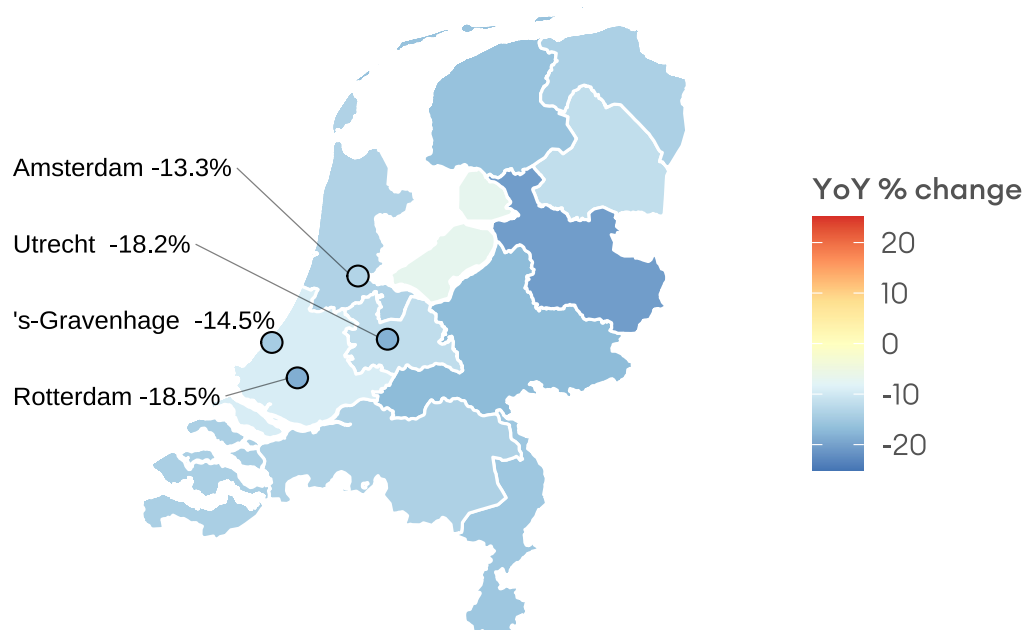 Amsterdam -13.3%
Utrecht -18.2%
's-Gravenhage -14.5%
Rotterdam -18.5%
YoY % change
20
10
0
-10
-20